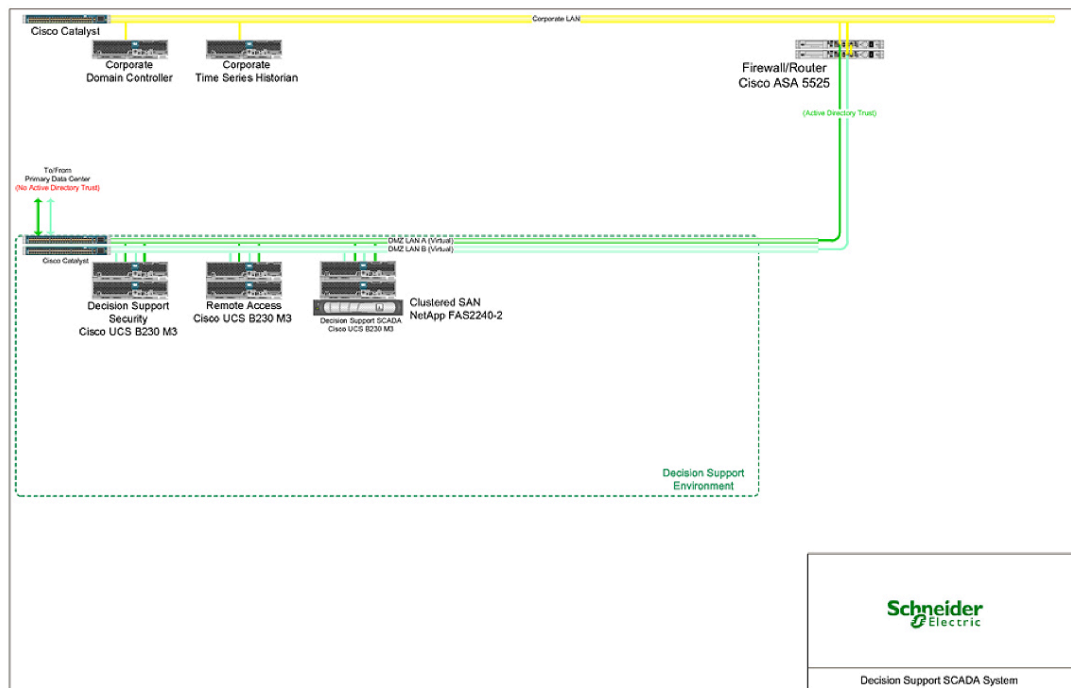 Corporate LAN
Cisco Catalyst
Corporate
Domain Controller
Corporate
Time Series Historian
Firewall/Router
Cisco ASA 5525
(Active Directory Trust)
To/From
Primary Data Center
(No Active Directory Trust)
DMZ LAN A (Virtual)
DMZ LAN B (Virtual)
Cisco Catalyst
Decision Support
Security
Cisco UCS B230 M3
Remote Access
Cisco UCS B230 M3
Decision Support SCADA
Cisco UCS B230 M3
Clustered SAN
NetApp FAS2240-2
Decision Support
Environment
Schneider
Electric
Decision Support SCADA System